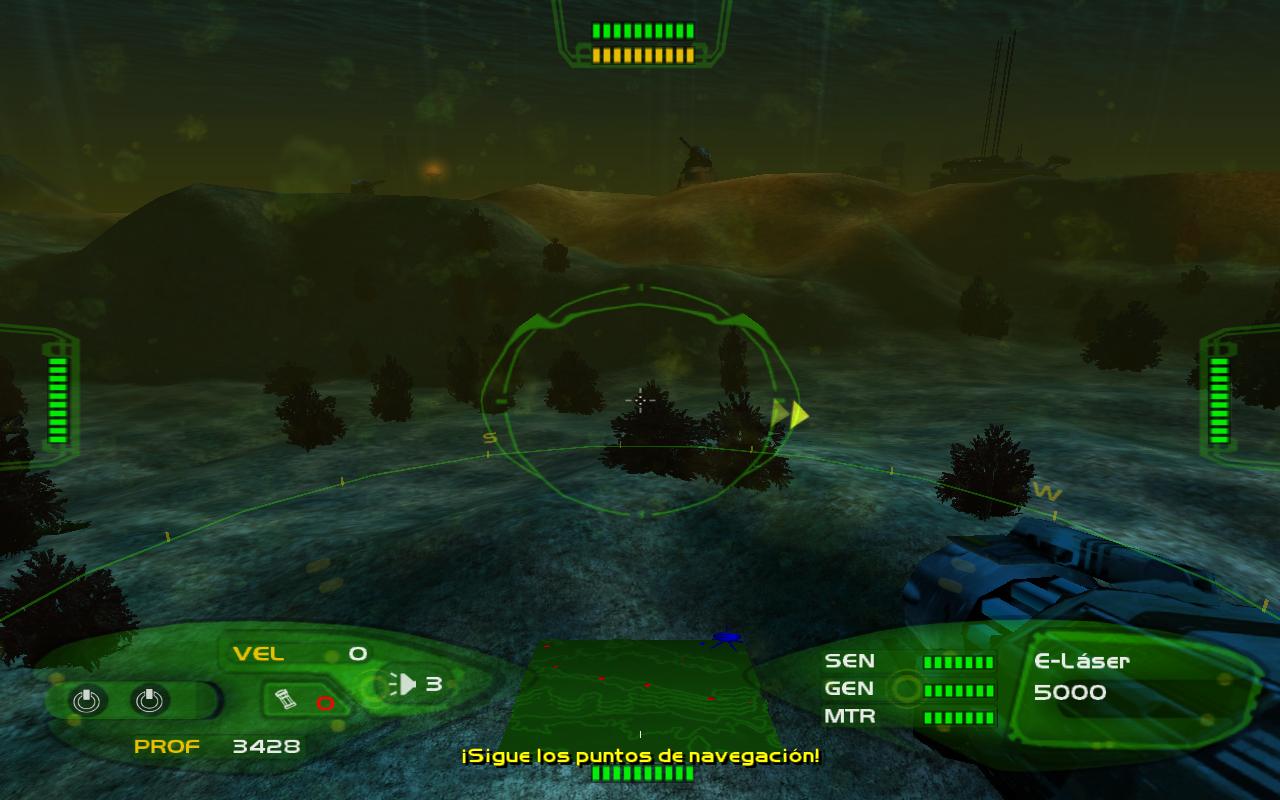 S
W
VEL 0
3
PROF 3428
SEN
GEN
MTR
E-Láser
5000
¡Sigue los puntos de navegación!